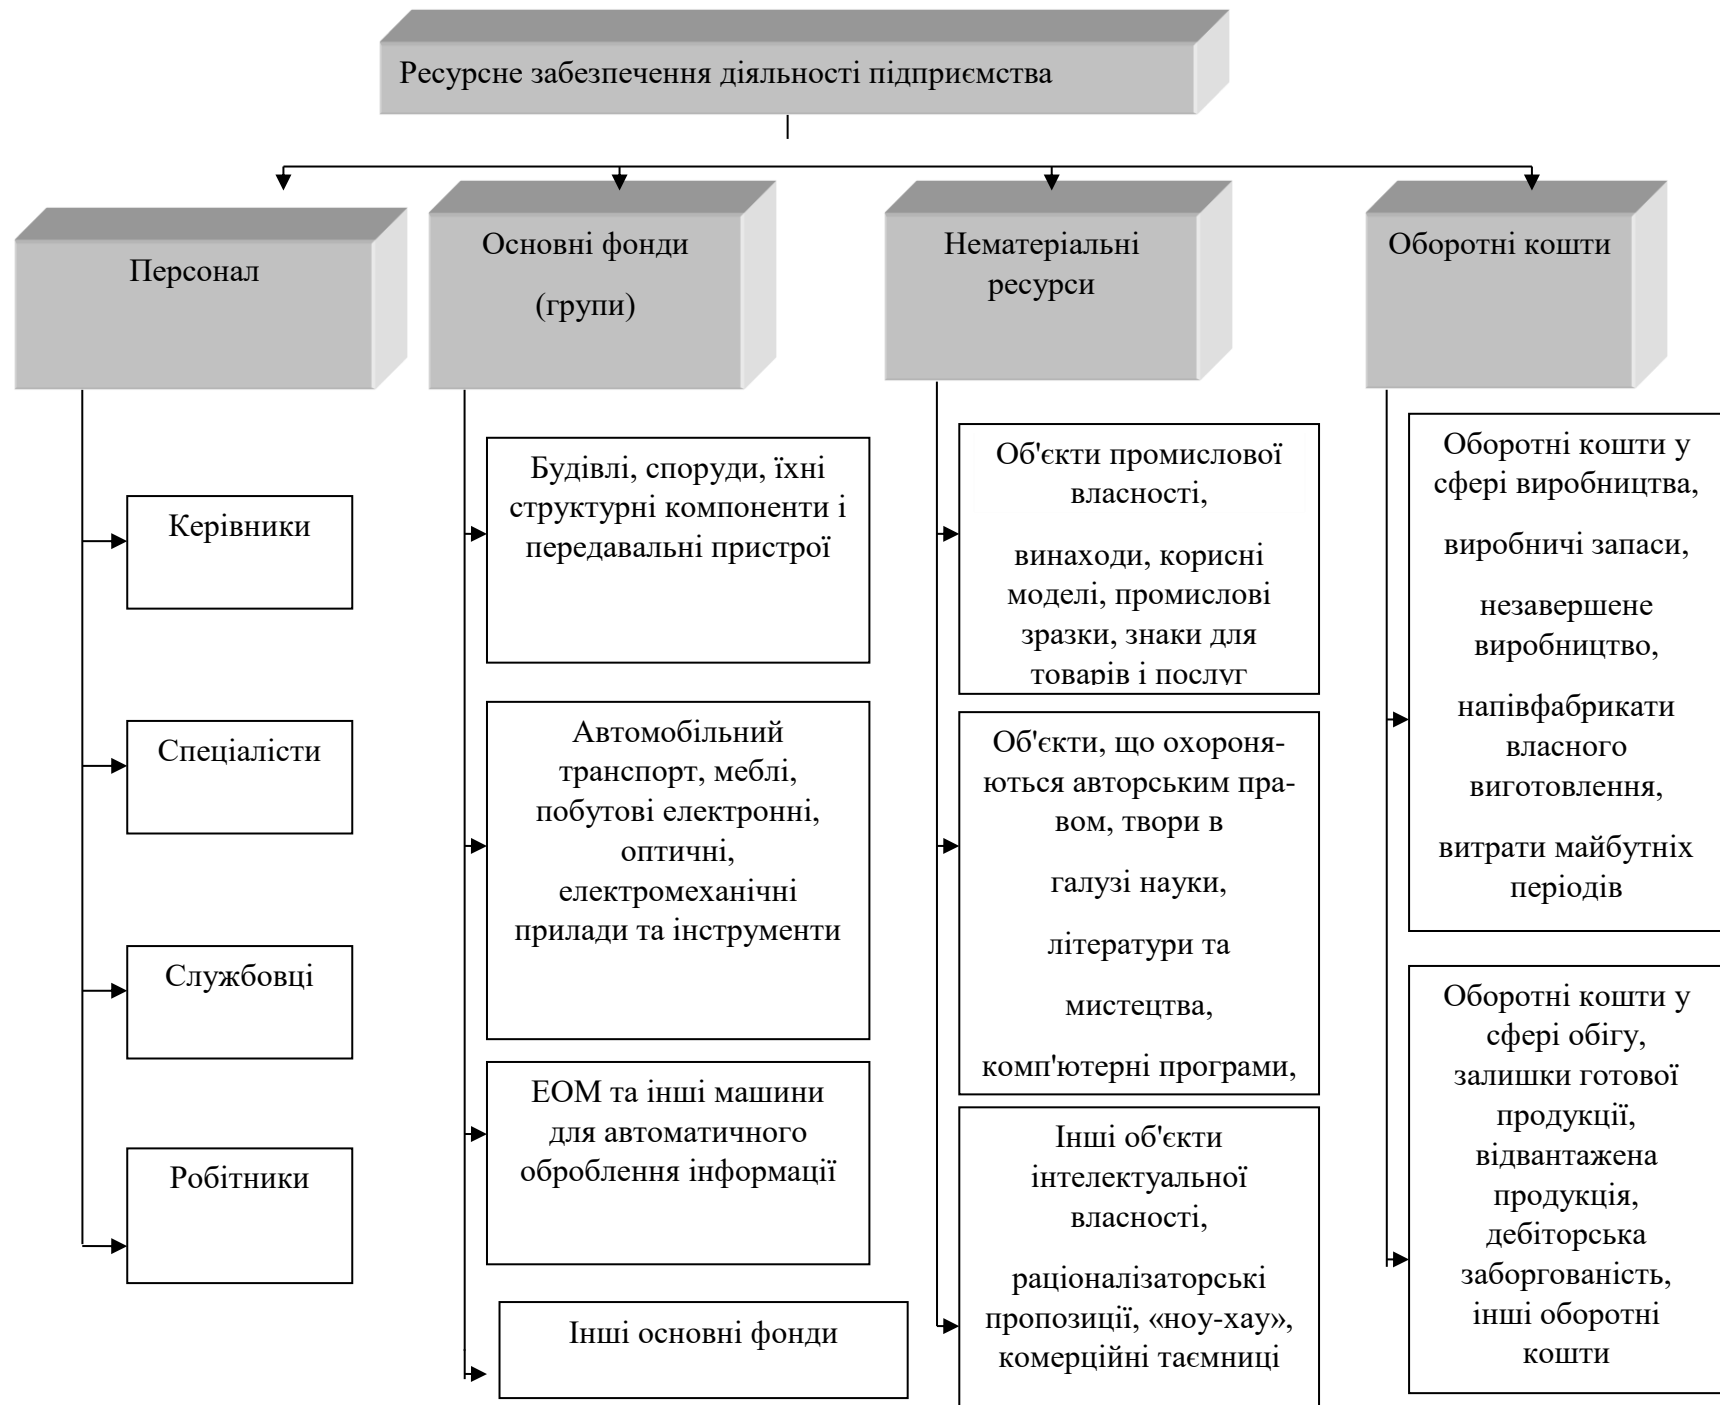 Ресурсне забезпечення діяльності підприємства
Персонал
Керівники
Спеціалісти
Службовці
Робітники
Основні фонди
(групи)
Будівлі, споруди, їхні
структурні компоненти і
передавальні пристрої
Автомобільний
транспорт, меблі,
побутові електронні,
оптичні,
електромеханічні
прилади та інструменти
ЕОМ та інші машини
для автоматичного
оброблення інформації
Інші основні фонди
Нематеріальні
ресурси
Об'єкти промислової
власності,
винаходи, корисні
моделі, промислові
зразки, знаки для
товарів і послуг
Об'єкти, що охороня-
ються авторським пра-
вом, твори в
галузі науки,
літератури та
мистецтва,
комп'ютерні програми,
Інші об'єкти
інтелектуальної
власності,
раціоналізаторські
пропозиції, «ноу-хау»,
комерційні таємниці
Оборотні кошти
Оборотні кошти у
сфері виробництва,
виробничі запаси,
незавершене
виробництво,
напівфабрикати
власного
виготовлення,
витрати майбутніх
періодів
Оборотні кошти у
сфері обігу,
залишки готової
продукції,
відвантажена
продукція,
дебіторська
заборгованість,
інші оборотні
кошти